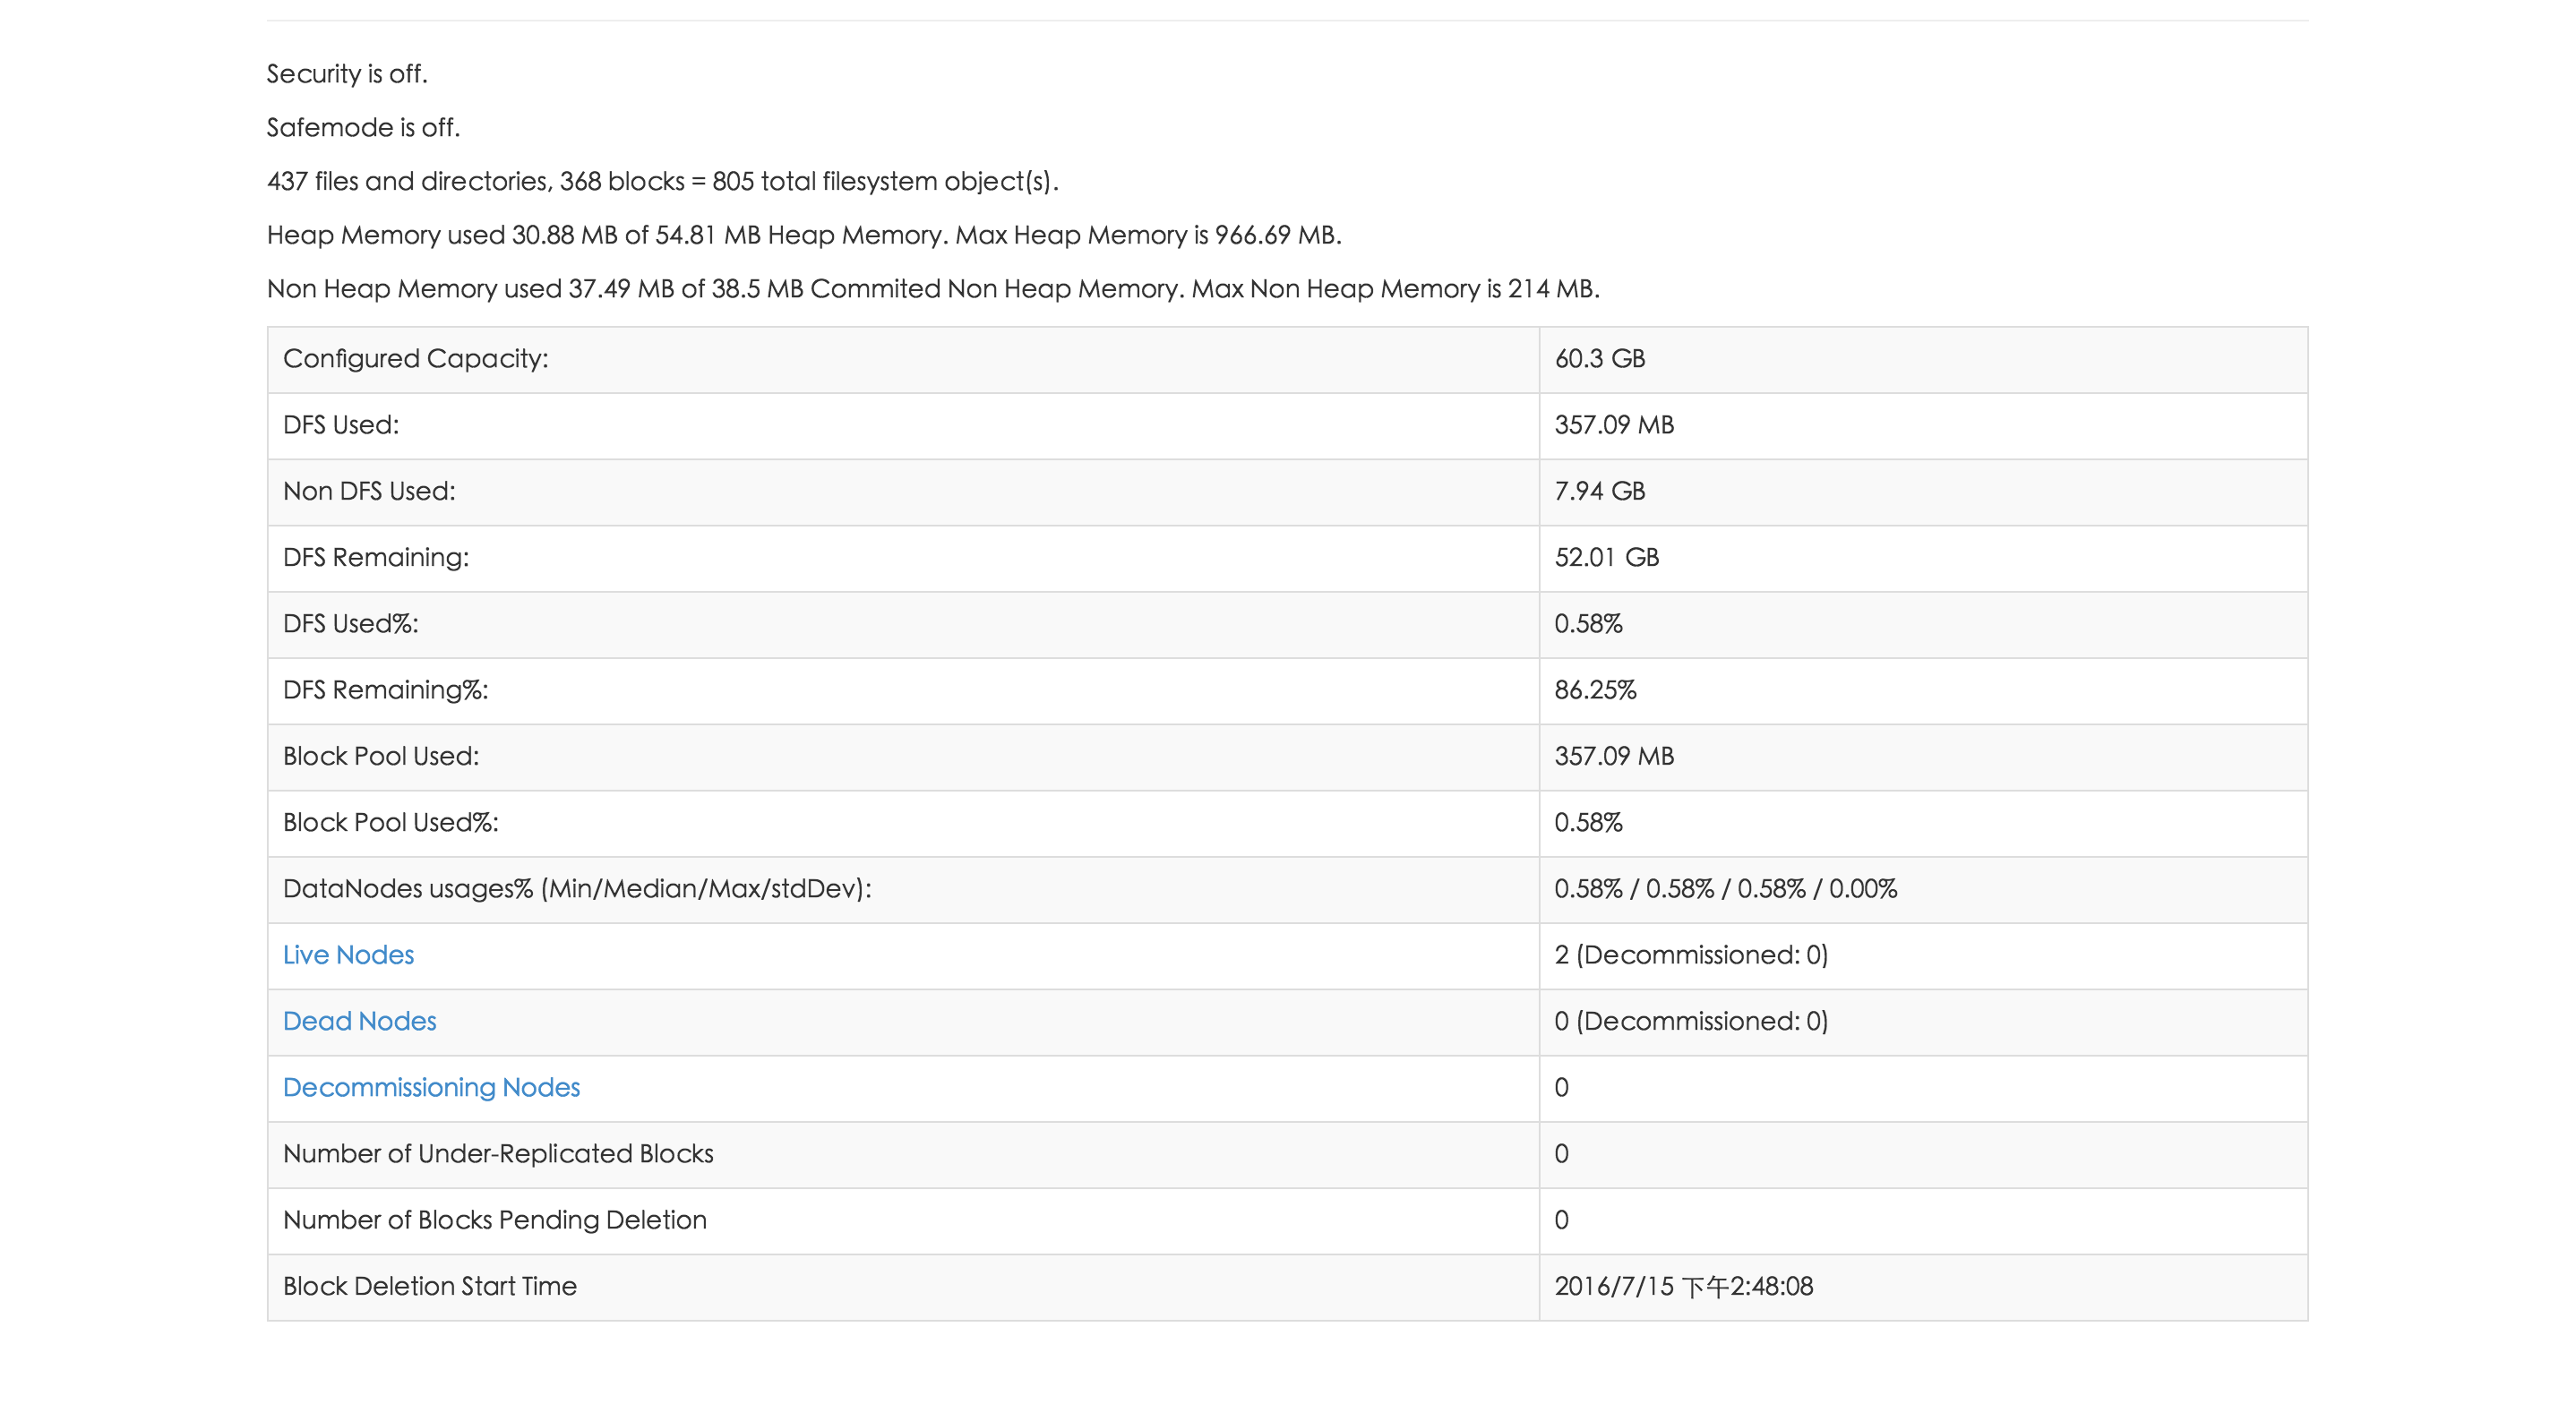 Security is off.
Safemode is off.
437 files and directories, 368 blocks = 805 total filesystem object(s).
Heap Memory used 30.88 MB of 54.81 MB Heap Memory. Max Heap Memory is 966.69 MB.
Non Heap Memory used 37.49 MB of 38.5 MB Commited Non Heap Memory. Max Non Heap Memory is 214 MB.
Configured Capacity: 60.3 GB
DFS Used: 357.09 MB
Non DFS Used: 7.94 GB
DFS Remaining: 52.01 GB
DFS Used%: 0.58%
DFS Remaining%: 86.25%
Block Pool Used: 357.09 MB
Block Pool Used%: 0.58%
DataNodes usages% (Min/Median/Max/stdDev): 0.58% / 0.58% / 0.58% / 0.00%
Live Nodes 2 (Decommissioned: 0)
Dead Nodes 0 (Decommissioned: 0)
Decommissioning Nodes 0
Number of Under-Replicated Blocks 0
Number of Blocks Pending Deletion 0
Block Deletion Start Time 2016/7/15 下午2:48:08